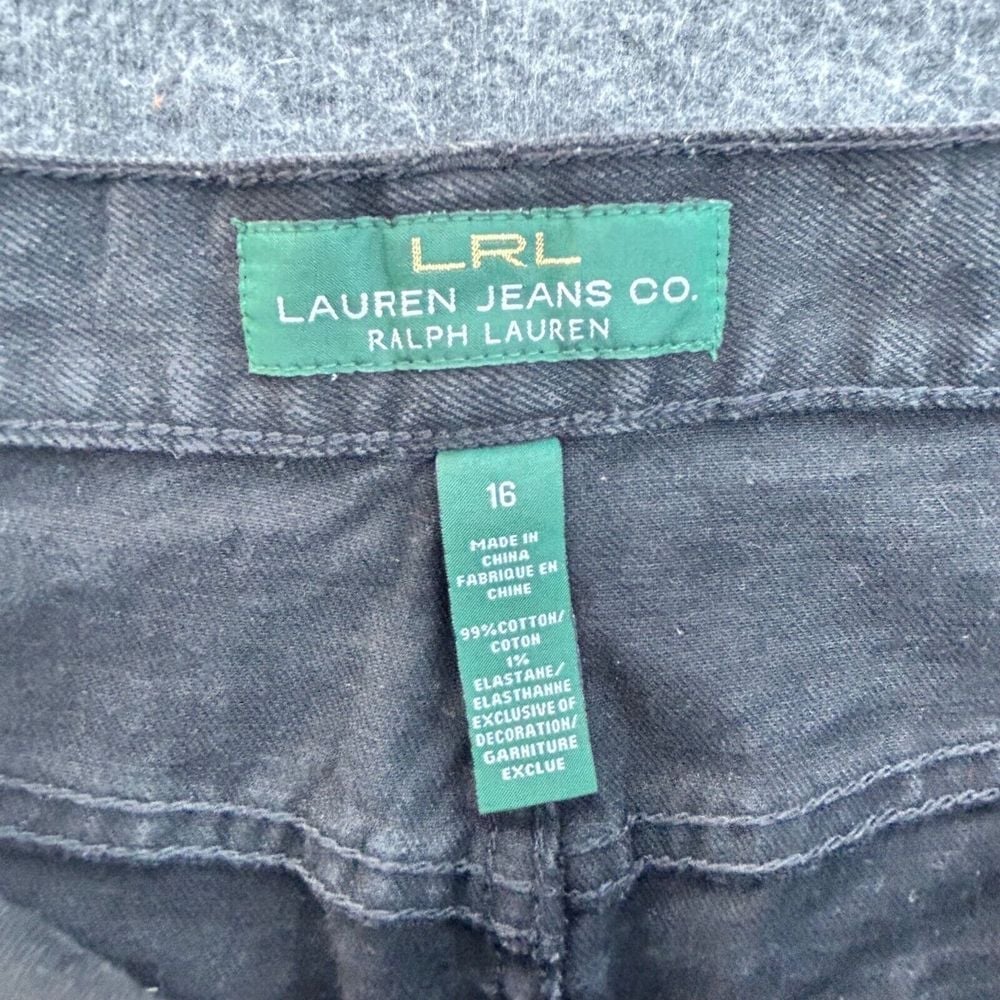 LRL
LAUREN JEANS CO.
RALPH LAUREN
16
MADE IN
CHINA
FABRIQUE EN
CHINE
99%COTTON/
COTON
1%
ELASTANE/
ELASTHANNE
EXCLUSIVE OF
DECORATION/
GARNITURE
EXCLUE